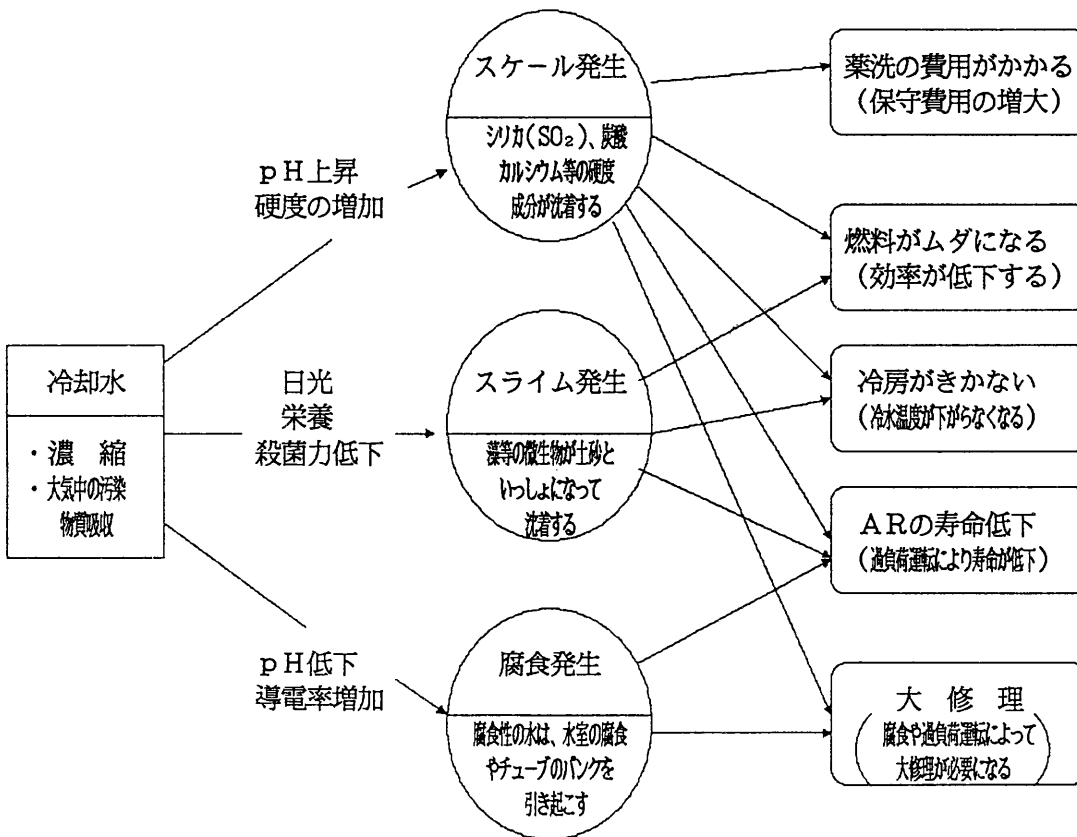 冷却水
・濃　縮
・大気中の汚染
物質吸収
ｐＨ上昇
硬度の増加
日光
栄養
殺菌力低下
ｐＨ低下
導電率増加
スケール発生
シリカ(SO₂)、炭酸
カルシウム等の硬度
成分が沈着する
スライム発生
藻等の微生物が土砂と
いっしょになって
沈着する
腐食発生
腐食性の水は、水室の腐食
やチューブのパンクを
引き起こす
薬洗の費用がかかる
(保守費用の増大)
燃料がムダになる
(効率が低下する)
冷房がきかない
(冷水温度が下がらなくなる)
ＡＲの寿命低下
(過負荷運転により寿命が低下)
大　修　理
(腐食や過負荷運転によって
大修理が必要になる)